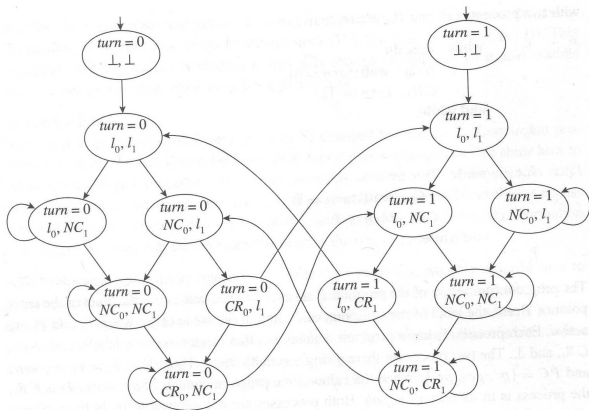 turn = 0
⊥, ⊥
turn = 1
⊥, ⊥
turn = 0
l₀, l₁
turn = 1
l₀, l₁
turn = 0
l₀, NC₁
turn = 0
NC₀, l₁
turn = 1
l₀, NC₁
turn = 1
NC₀, l₁
turn = 0
NC₀, NC₁
turn = 0
CR₀, l₁
turn = 1
l₀, CR₁
turn = 1
NC₀, NC₁
turn = 0
CR₀, NC₁
turn = 1
NC₀, CR₁